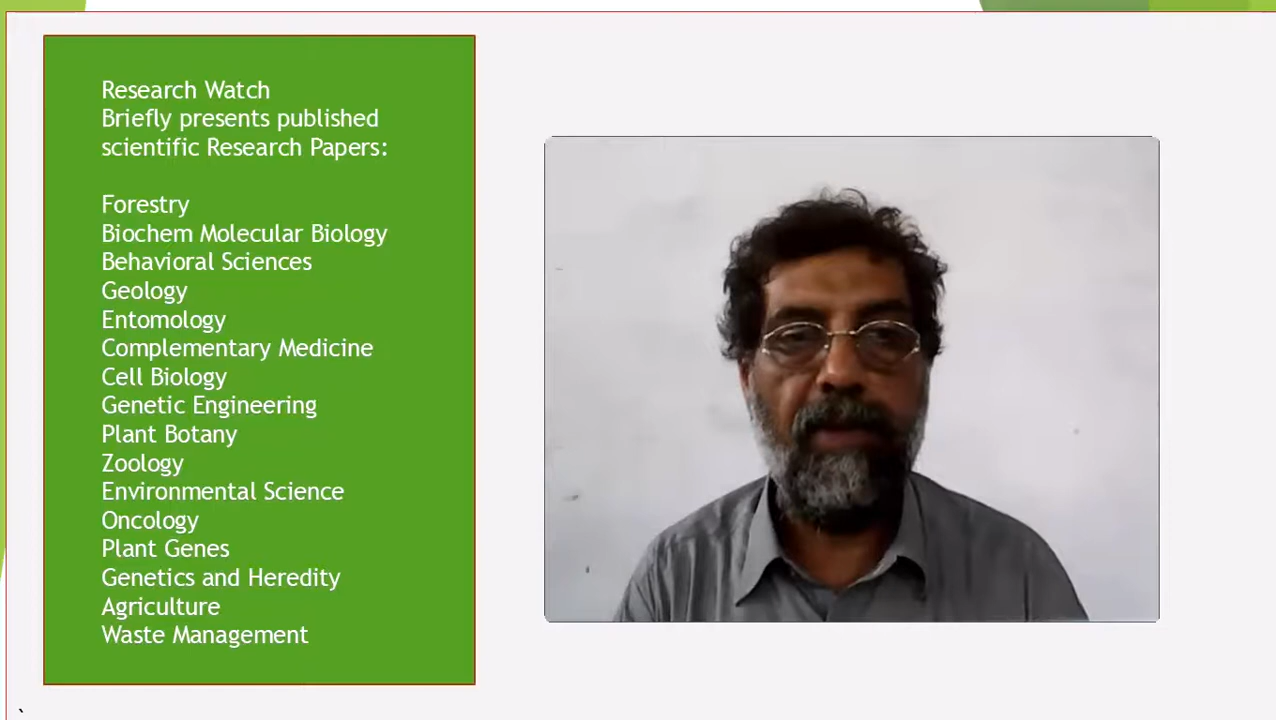 Research Watch
Briefly presents published
scientific Research Papers:
Forestry
Biochem Molecular Biology
Behavioral Sciences
Geology
Entomology
Complementary Medicine
Cell Biology
Genetic Engineering
Plant Botany
Zoology
Environmental Science
Oncology
Plant Genes
Genetics and Heredity
Agriculture
Waste Management
`